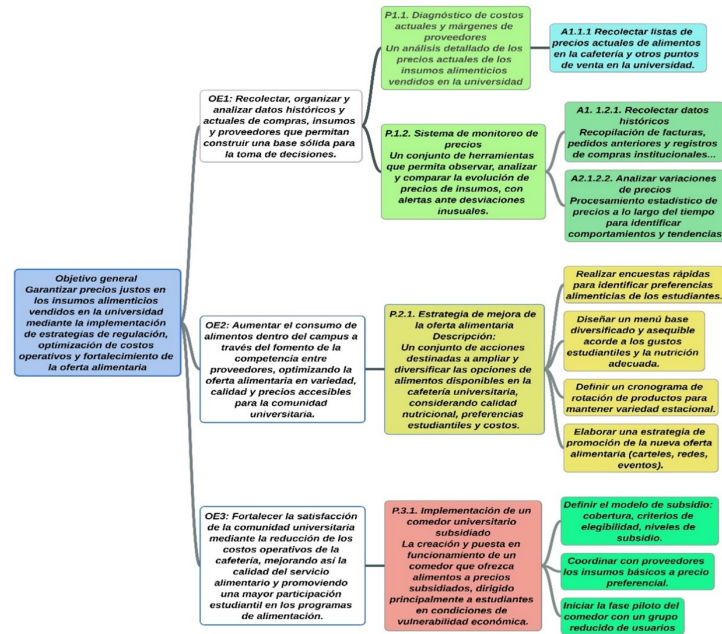 P1.1. Diagnóstico de costos
actuales y márgenes de
proveedores
Un análisis detallado de los
precios actuales de los
insumos alimenticios
vendidos en la universidad
A1.1.1 Recolectar listas de
precios actuales de alimentos
en la cafetería y otros puntos
de venta en la universidad.
OE1: Recolectar, organizar y
analizar datos históricos y
actuales de compras, insumos
y proveedores que permitan
construir una base sólida para
la toma de decisiones.
P.1.2. Sistema de monitoreo de
precios
Un conjunto de herramientas
que permita observar, analizar
y comparar la evolución de
precios de insumos, con
alertas ante desviaciones
inusuales.
A1. 1.2.1. Recolectar datos
históricos
Recopilación de facturas,
pedidos anteriores y registros
de compras institucionales...
A2.1.2.2. Analizar variaciones
de precios
Procesamiento estadístico de
precios a lo largo del tiempo
para identificar
comportamientos y tendencias
Objetivo general
Garantizar precios justos en
los insumos alimenticios
vendidos en la universidad
mediante la implementación
de estrategias de regulación,
optimización de costos
operativos y fortalecimiento de
la oferta alimentaria
OE2: Aumentar el consumo de
alimentos dentro del campus a
través del fomento de la
competencia entre
proveedores, optimizando la
oferta alimentaria en variedad,
calidad y precios accesibles
para la comunidad
universitaria.
P.2.1. Estrategia de mejora de
la oferta alimentaria
Descripción:
Un conjunto de acciones
destinadas a ampliar y
diversificar las opciones de
alimentos disponibles en la
cafetería universitaria,
considerando calidad
nutricional, preferencias
estudiantiles y costos.
Realizar encuestas rápidas
para identificar preferencias
alimenticias de los estudiantes.
Diseñar un menú base
diversificado y asequible
acorde a los gustos
estudiantiles y la nutrición
adecuada.
Definir un cronograma de
rotación de productos para
mantener variedad estacional.
Elaborar una estrategia de
promoción de la nueva oferta
alimentaria (carteles, redes,
eventos).
OE3: Fortalecer la satisfacción
de la comunidad universitaria
mediante la reducción de los
costos operativos de la
cafetería, mejorando así la
calidad del servicio
alimentario y promoviendo
una mayor participación
estudiantil en los programas
de alimentación.
P.3.1. Implementación de un
comedor universitario
subsidiado
La creación y puesta en
funcionamiento de un
comedor que ofrezca
alimentos a precios
subsidiados, dirigido
principalmente a estudiantes
en condiciones de
vulnerabilidad económica.
Definir el modelo de subsidio:
cobertura, criterios de
elegibilidad, niveles de
subsidio.
Coordinar con proveedores
los insumos básicos a precio
preferencial.
Iniciar la fase piloto del
comedor con un grupo
reducido de usuarios